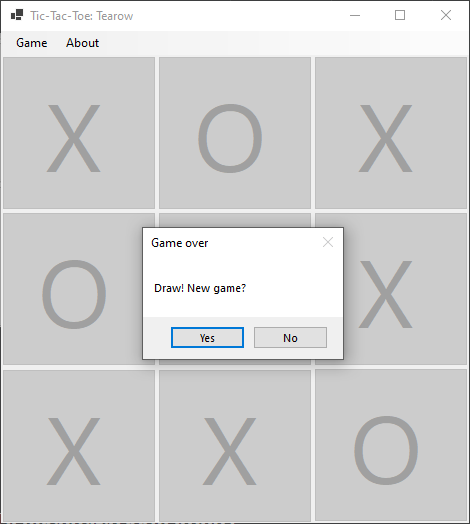 Tic-Tac-Toe: Tearow
Game About
X O X
Game over
O X
Draw! New game?
Yes No
X X O